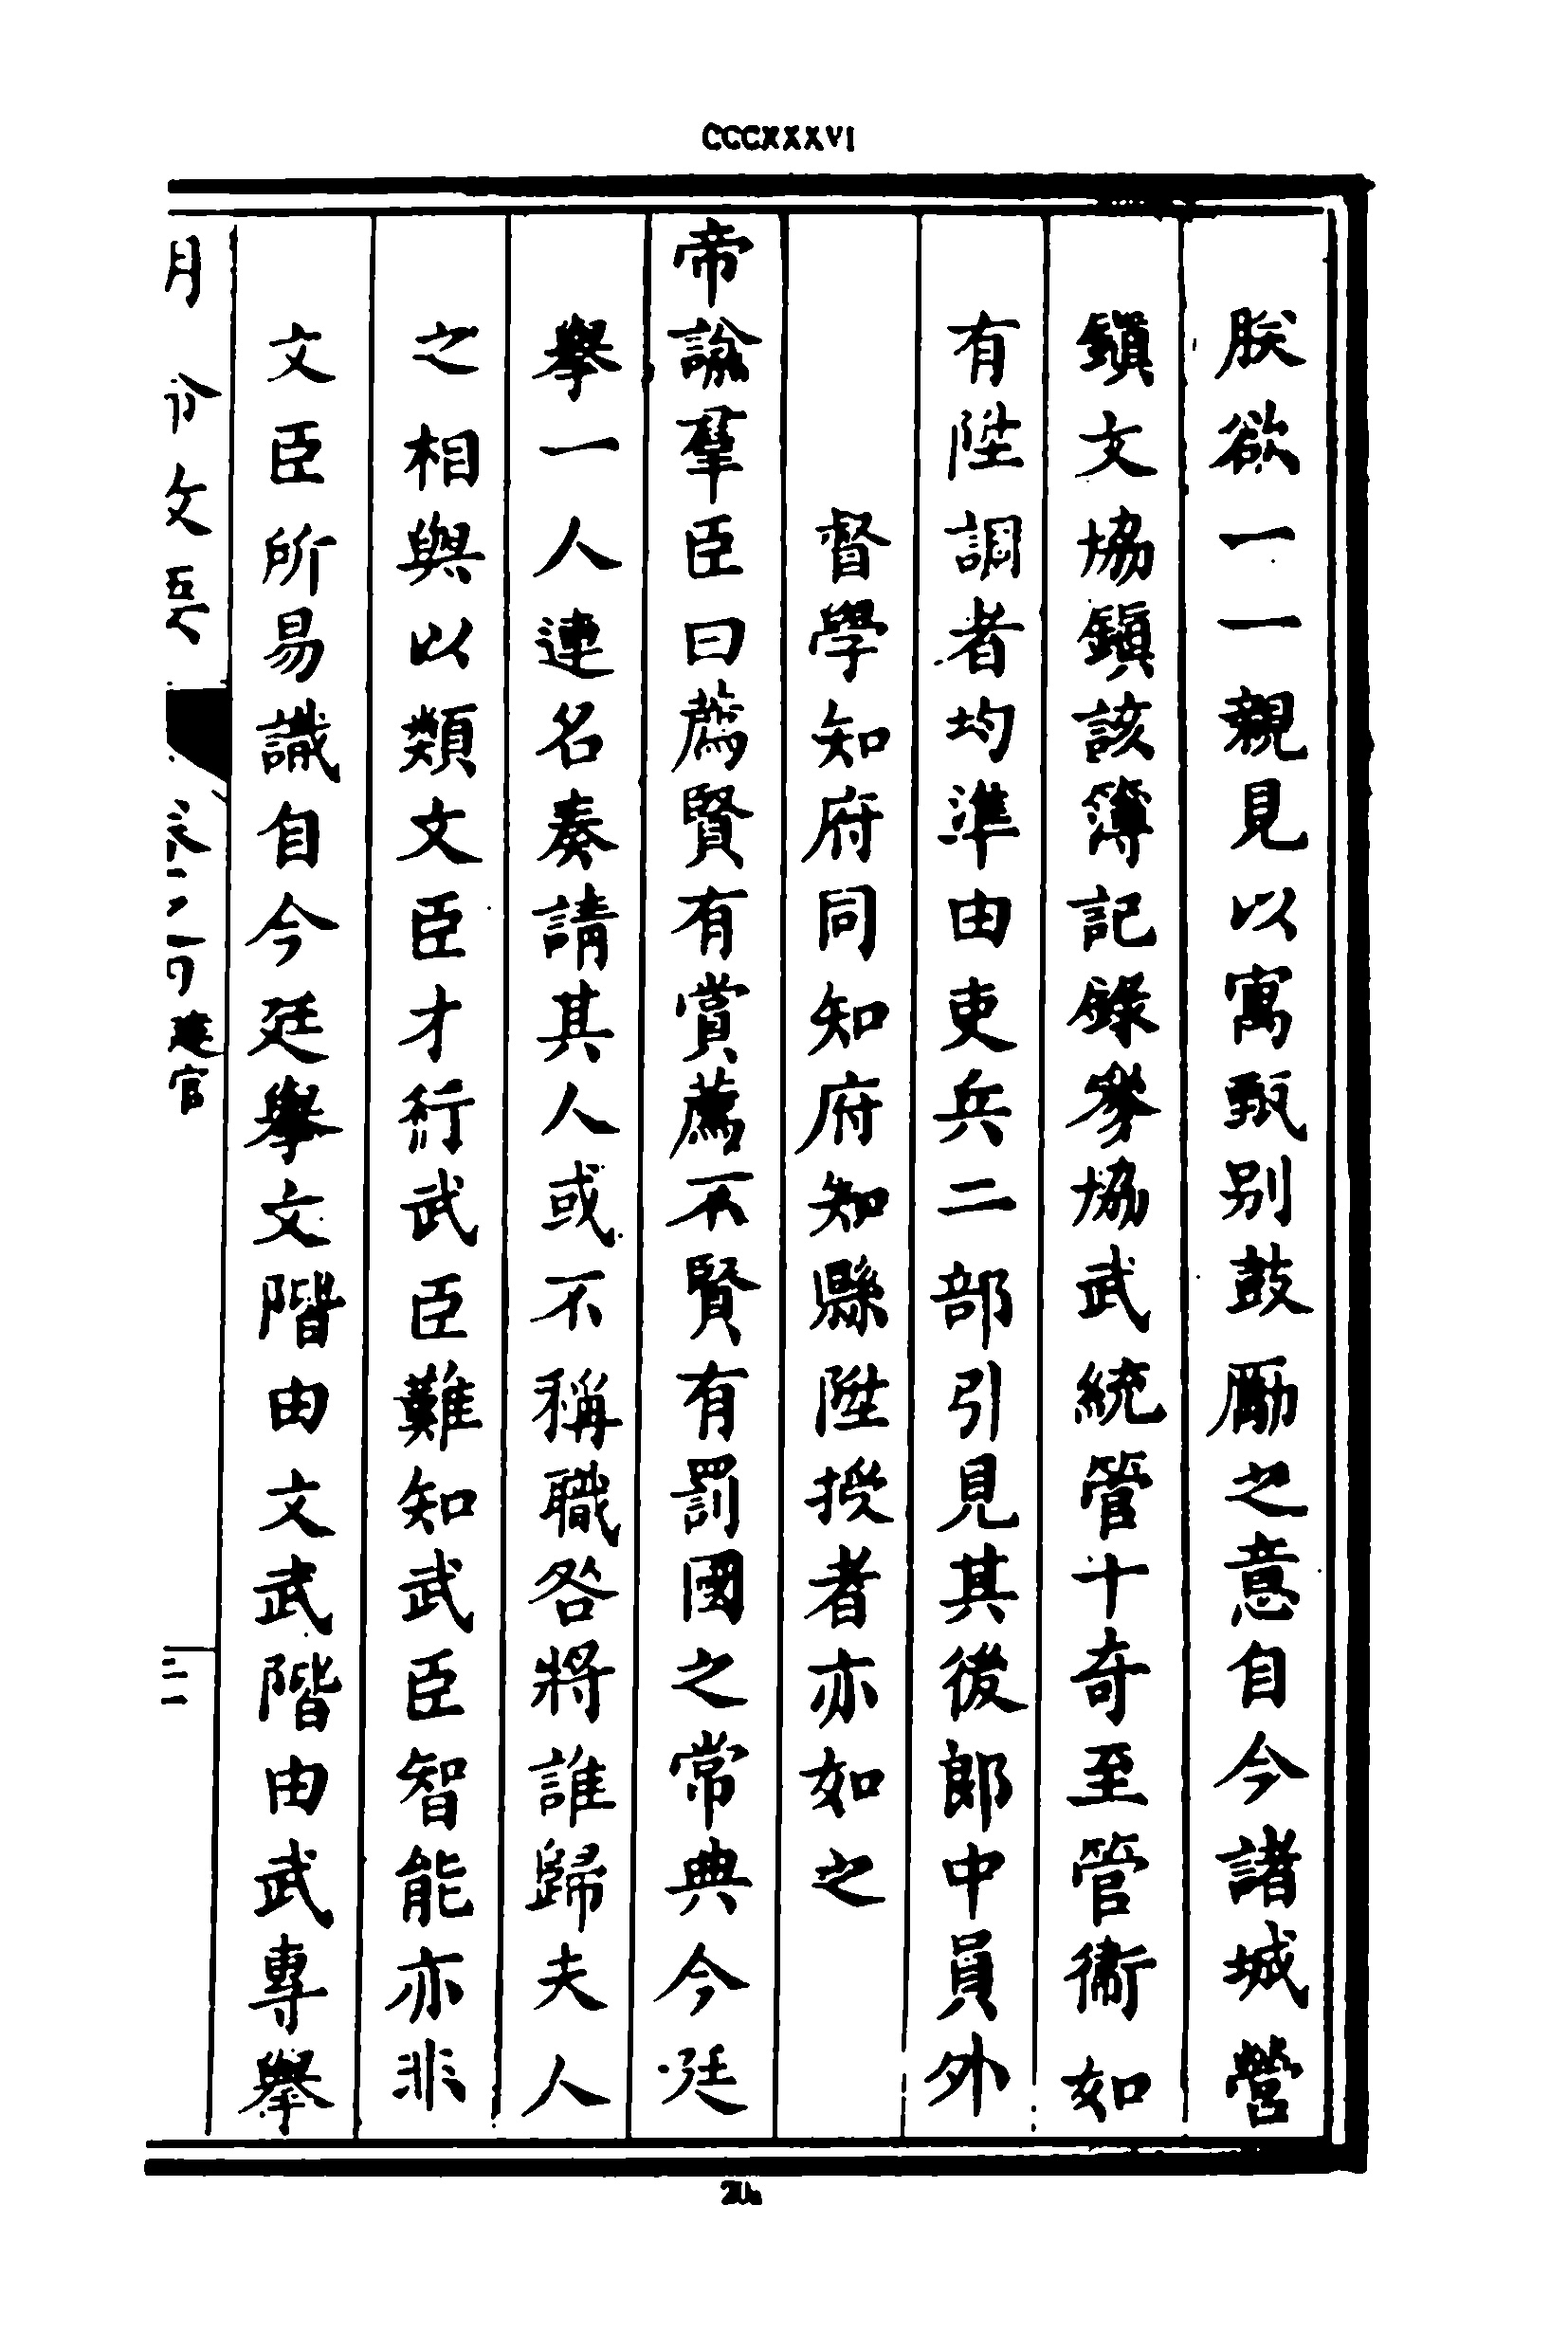 CCCXXXVI
朕欲一一親見以寓甄别鼓勵之意自今諸城營
鎮文協鎮該簿記錄參協武統管十奇至管衞如
有陞調者均準由吏兵二部引見其後郎中員外
督學知府同知府知縣陞授者亦如之
帝諭羣臣曰薦賢有賞薦不賢有罰國之常典今廷
舉一人連名奏請其人或不稱職咎將誰歸夫人
之相與以類文臣才行武臣難知武臣智能亦非
文臣所易識自今廷舉文階由文武階由武專舉
建官